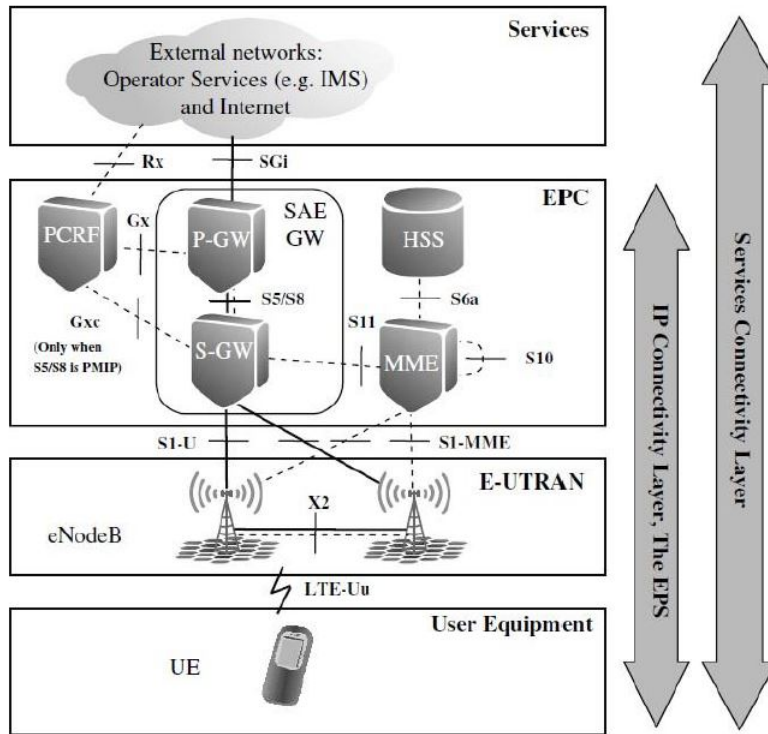 Services
External networks:
Operator Services (e.g. IMS)
and Internet
Rx
SGi
EPC
SAE
GW
PCRF
Gx
P-GW
HSS
S5/S8
S6a
Gxc
(Only when
S5/S8 is PMIP)
S-GW
S11
MME
S10
S1-U
S1-MME
E-UTRAN
X2
eNodeB
LTE-Uu
User Equipment
UE
IP Connectivity Layer, The EPS
Services Connectivity Layer